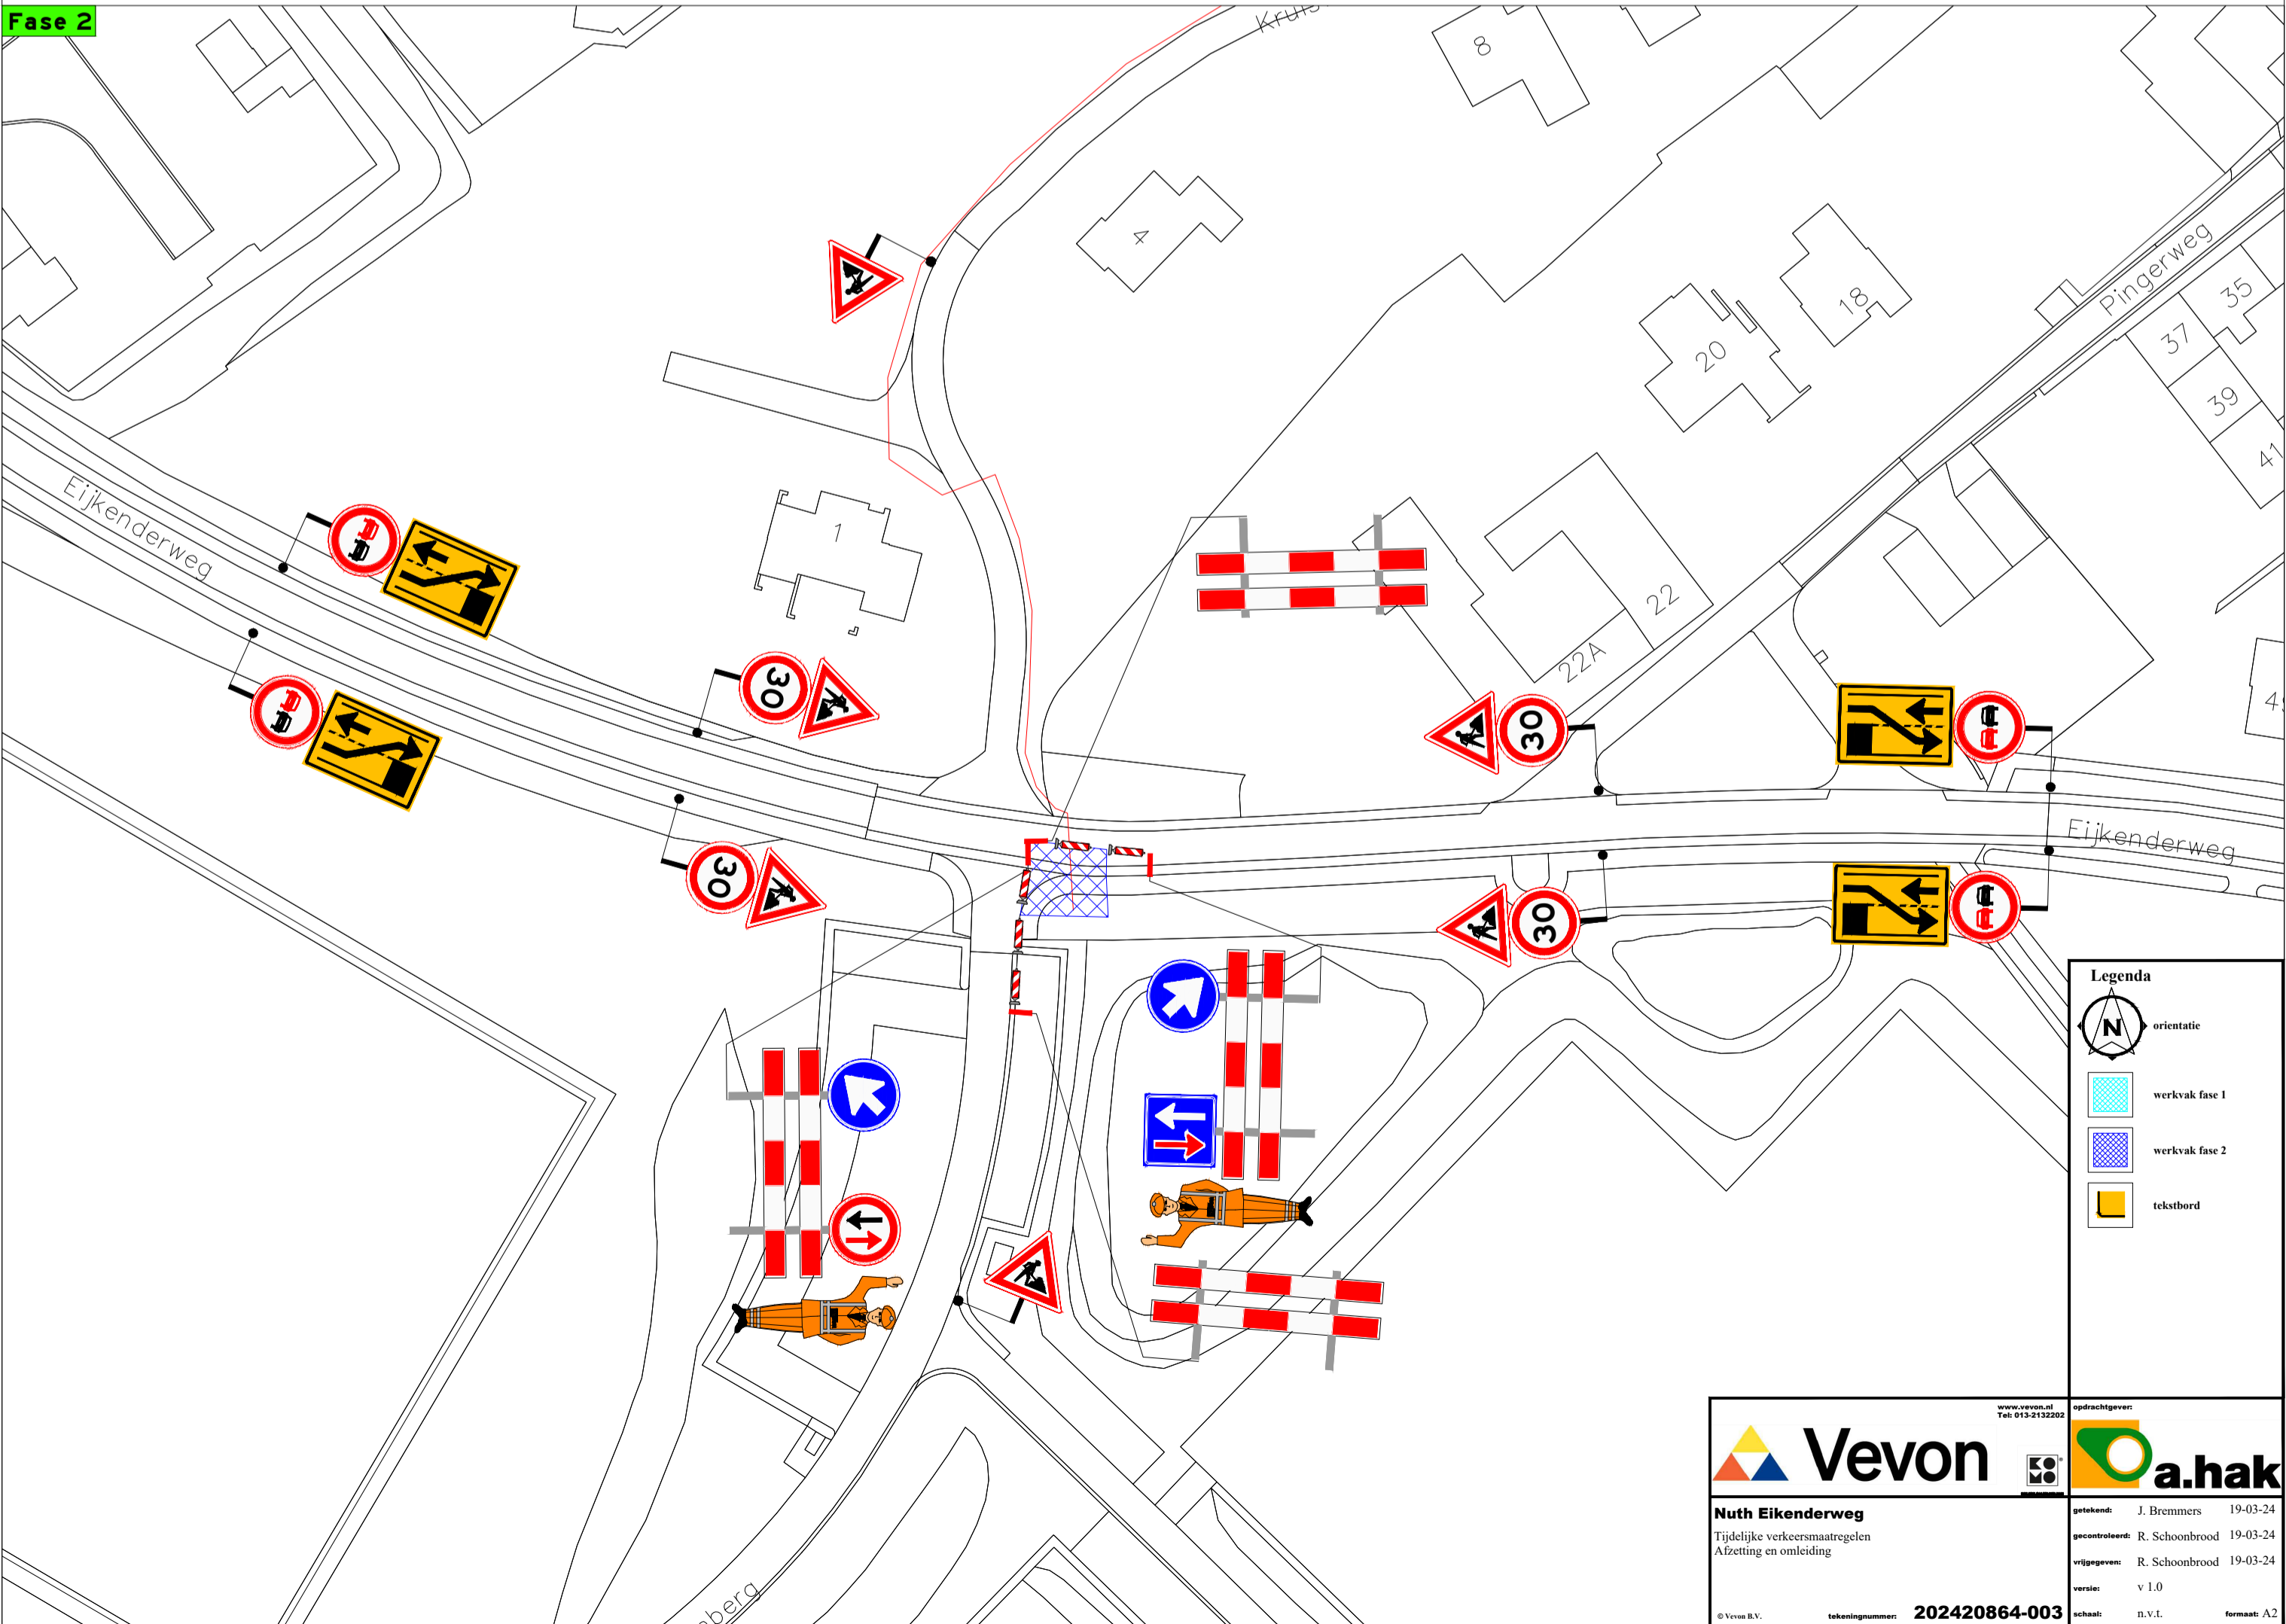 Fase 2
8
4
Pingerweg
35
18
37
20
39
41
Eijkenderweg
1
22
22A
30
30
30
30
Eijkenderweg
Legenda
N orientatie
werkvak fase 1
werkvak fase 2
tekstbord
www.vevon.nl
Tel: 013-2132202
opdrachtgever:
Vevon
KOMO
a.hak
Nuth Eikenderweg
Tijdelijke verkeersmaatregelen
Afzetting en omleiding
getekend: J. Bremmers 19-03-24
gecontroleerd: R. Schoonbrood 19-03-24
vrijgegeven: R. Schoonbrood 19-03-24
versie: v 1.0
© Vevon B.V. tekeningnummer: 202420864-003
schaal: n.v.t. formaat: A2